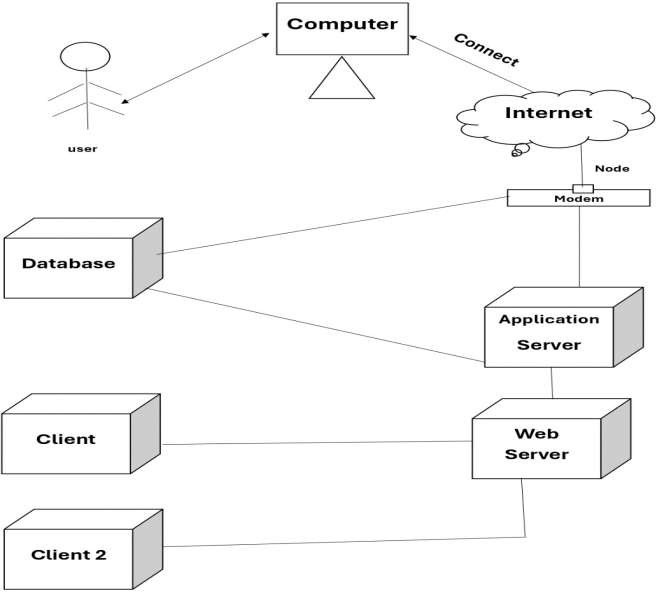 Computer
Connect
Internet
user
Node
Modem
Database
Application
Server
Client
Web
Server
Client 2